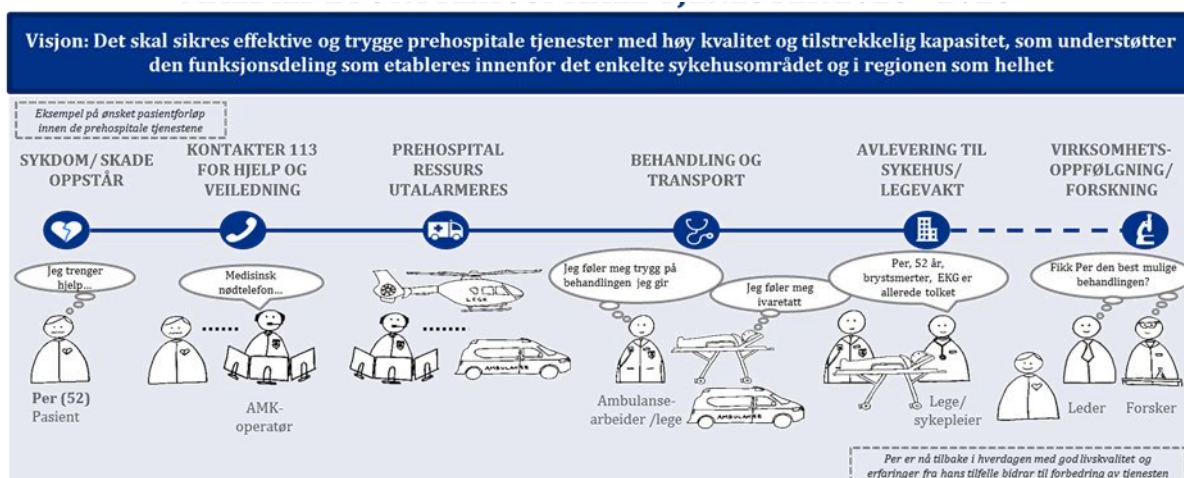 Visjon: Det skal sikres effektive og trygge prehospitale tjenester med høy kvalitet og tilstrekkelig kapasitet, som understøtter
den funksjonsdeling som etableres innenfor det enkelte sykehusområdet og i regionen som helhet
Eksempel på ønsket pasientforløp
innen de prehospitale tjenestene
SYKDOM/ SKADE
OPPSTÅR
KONTAKTER 113
FOR HJELP OG
VEILEDNING
PREHOSPITAL
RESSURS
UTALARMERES
BEHANDLING OG
TRANSPORT
AVLEVERING TIL
SYKEHUS/
LEGEVAKT
VIRKSOMHETS-
OPPFØLGNING/
FORSKNING
Jeg trenger
hjelp...
Medisinsk
nødtelefon...
LEGE
AMBULANSE
Jeg føler meg trygg på
behandlingen jeg gir
Jeg føler meg
ivaretatt
AMBULANSE
Per, 52 år,
brystsmerter, EKG er
allerede tolket
Fikk Per den best mulige
behandlingen?
Per (52)
Pasient
AMK-
operatør
Ambulanse-
arbeider /lege
Lege/
sykepleier
Leder
Forsker
Per er nå tilbake i hverdagen med god livskvalitet og
erfaringer fra hans tilfelle bidrar til forbedring av tjenesten